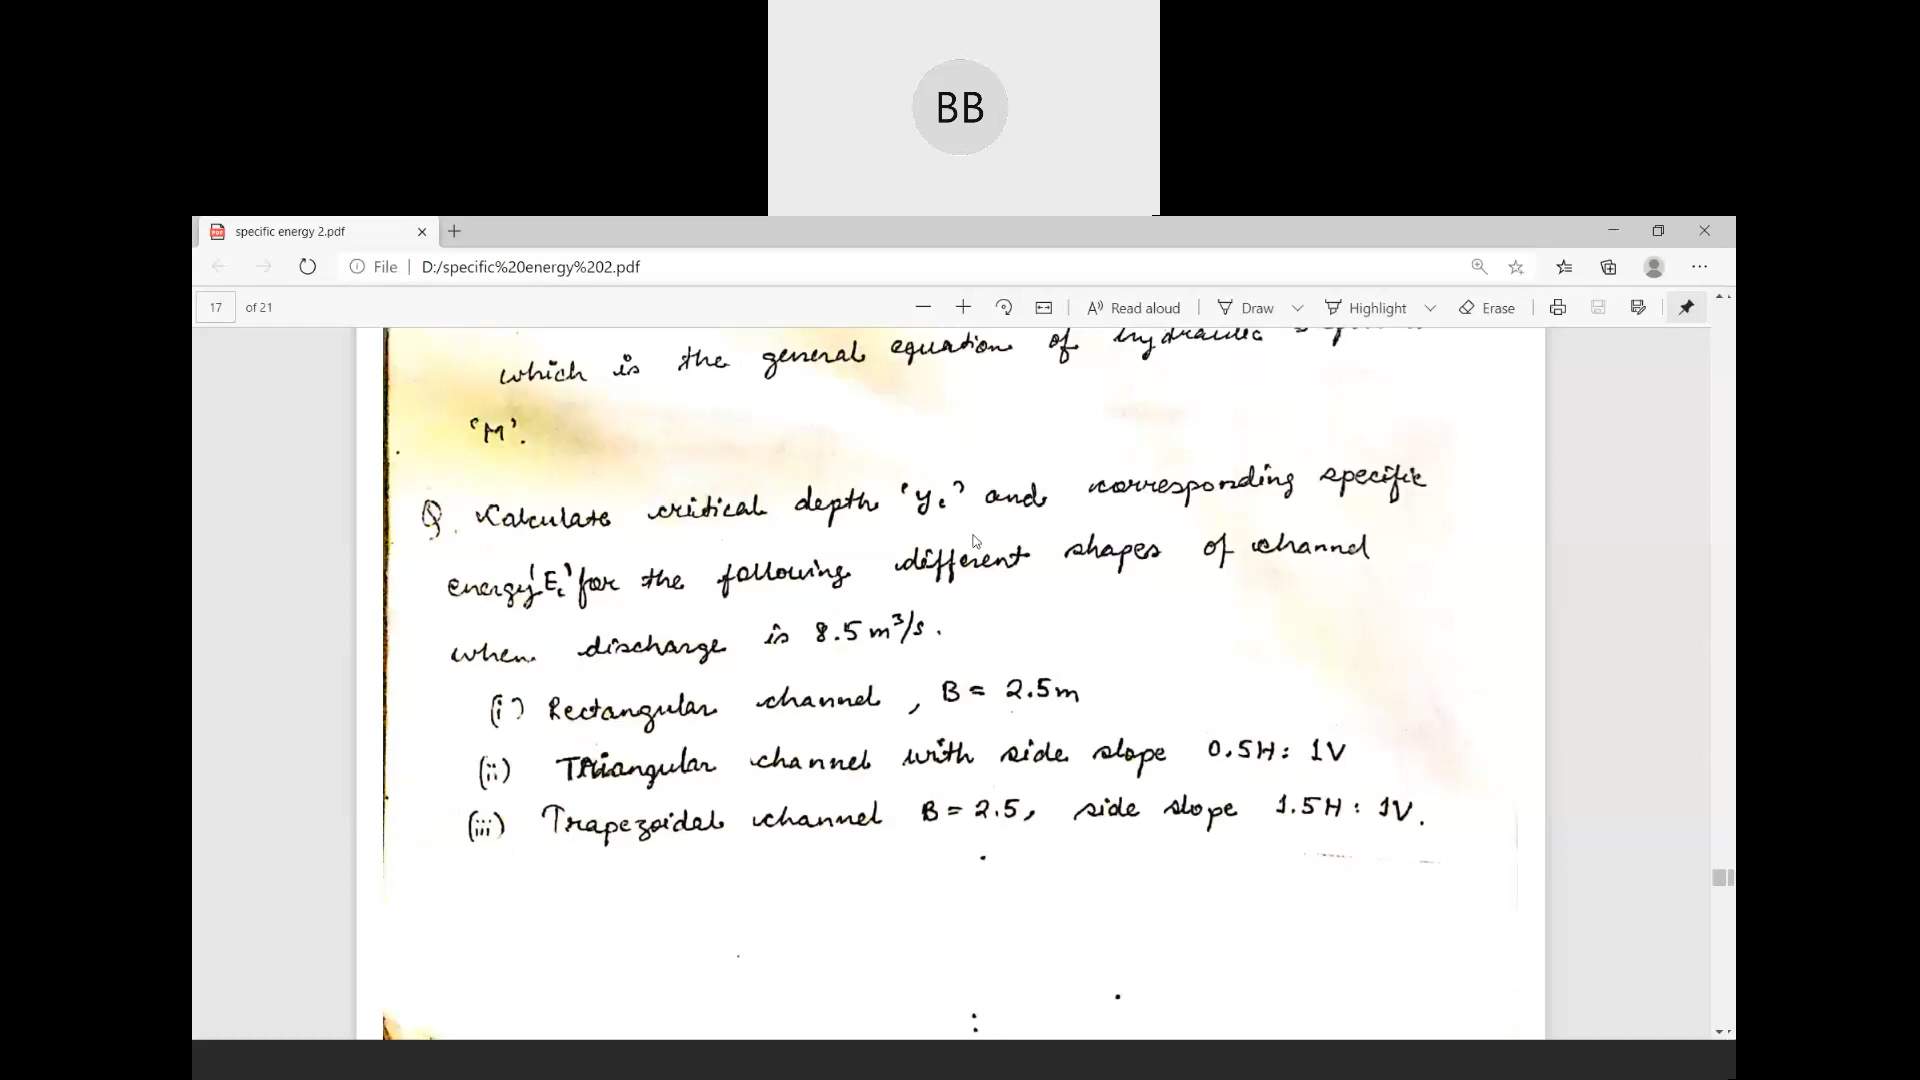 BB
specific energy 2.pdf
File | D:/specific%20energy%202.pdf
17 of 21 Read aloud Draw Highlight Erase
which is the general equation of hydraulic
'M'.
Q. Calculate critical depth 'yc' and corresponding specific
energy 'Ec' for the following different shapes of channel
when discharge is 8.5 m³/s.
(i) Rectangular channel, B = 2.5m
(ii) Triangular channel with side slope 0.5H: 1V
(iii) Trapezoidal channel B = 2.5, side slope 1.5H: 1V.